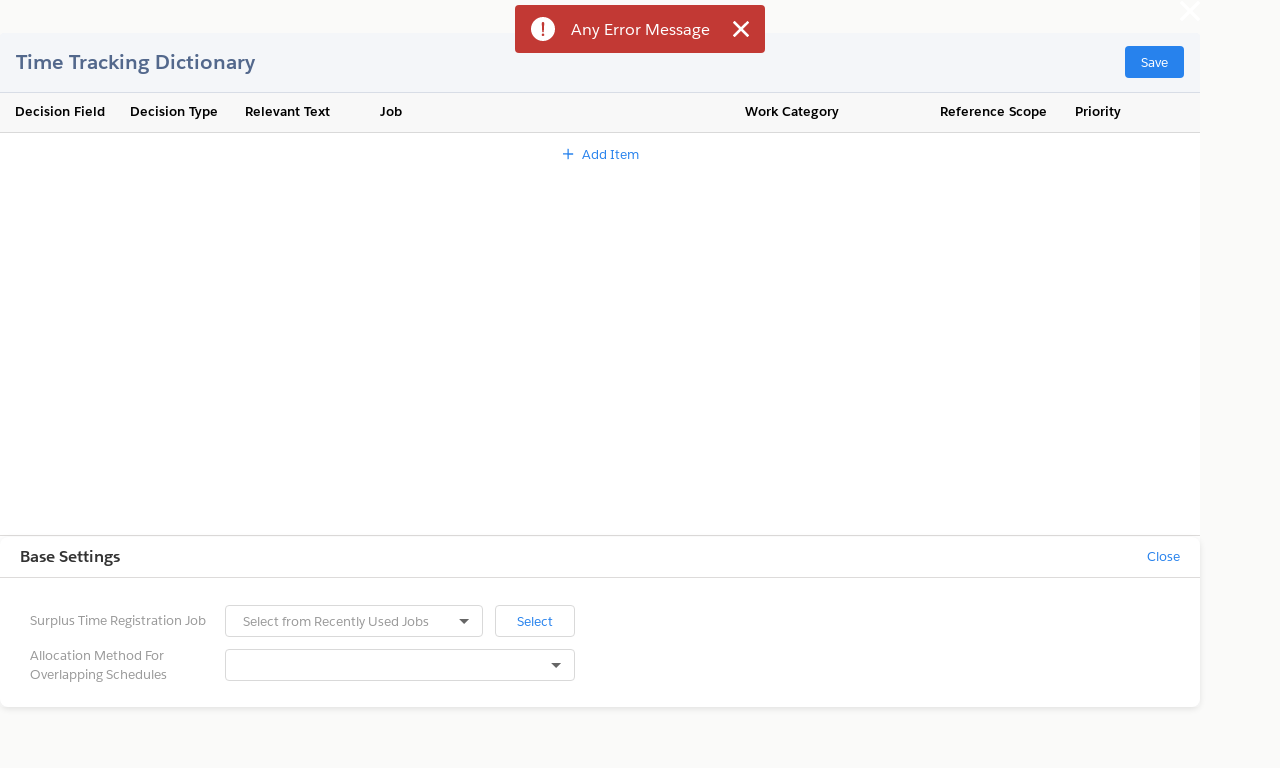 Any Error Message
Time Tracking Dictionary
Save
Decision Field
Decision Type
Relevant Text
Job
Work Category
Reference Scope
Priority
Add Item
Base Settings
Close
Surplus Time Registration Job
Select from Recently Used Jobs
Select
Allocation Method For
Overlapping Schedules